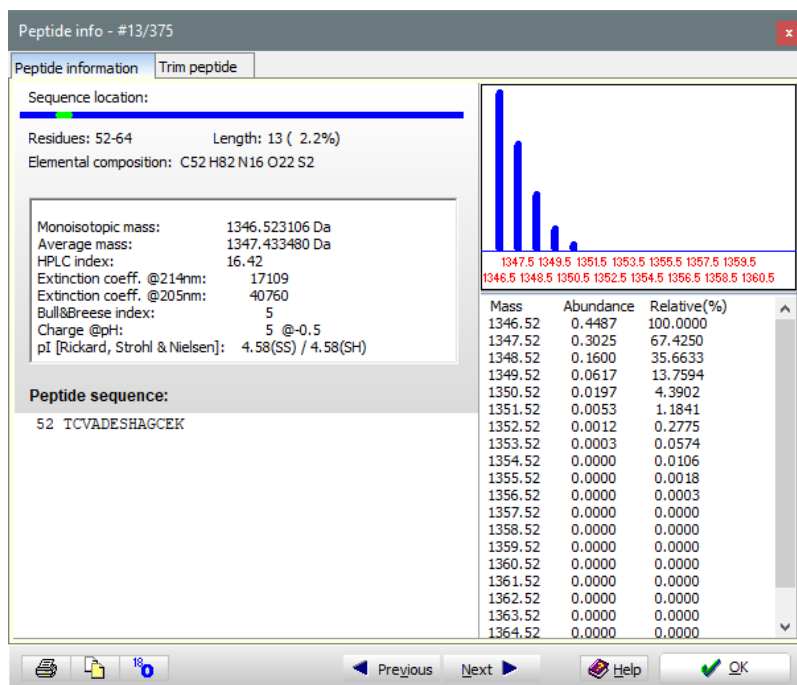 Peptide info - #13/375
x
Peptide information Trim peptide
Sequence location:
Residues: 52-64 Length: 13 ( 2.2%)
Elemental composition: C52 H82 N16 O22 S2
Monoisotopic mass: 1346.523106 Da
Average mass: 1347.433480 Da
HPLC index: 16.42
Extinction coeff. @214nm: 17109
Extinction coeff. @205nm: 40760
Bull&Breese index: 5
Charge @pH: 5 @-0.5
pI [Rickard, Strohl & Nielsen]: 4.58(SS) / 4.58(SH)
Peptide sequence:
52 TCVADESHAGCEK
1347.5 1349.5 1351.5 1353.5 1355.5 1357.5 1359.5
1346.5 1348.5 1350.5 1352.5 1354.5 1356.5 1358.5 1360.5
Mass Abundance Relative(%)
1346.52 0.4487 100.0000
1347.52 0.3025 67.4250
1348.52 0.1600 35.6633
1349.52 0.0617 13.7594
1350.52 0.0197 4.3902
1351.52 0.0053 1.1841
1352.52 0.0012 0.2775
1353.52 0.0003 0.0574
1354.52 0.0000 0.0106
1355.52 0.0000 0.0018
1356.52 0.0000 0.0003
1357.52 0.0000 0.0000
1358.52 0.0000 0.0000
1359.52 0.0000 0.0000
1360.52 0.0000 0.0000
1361.52 0.0000 0.0000
1362.52 0.0000 0.0000
1363.52 0.0000 0.0000
1364.52 0.0000 0.0000
18O Previous Next Help OK